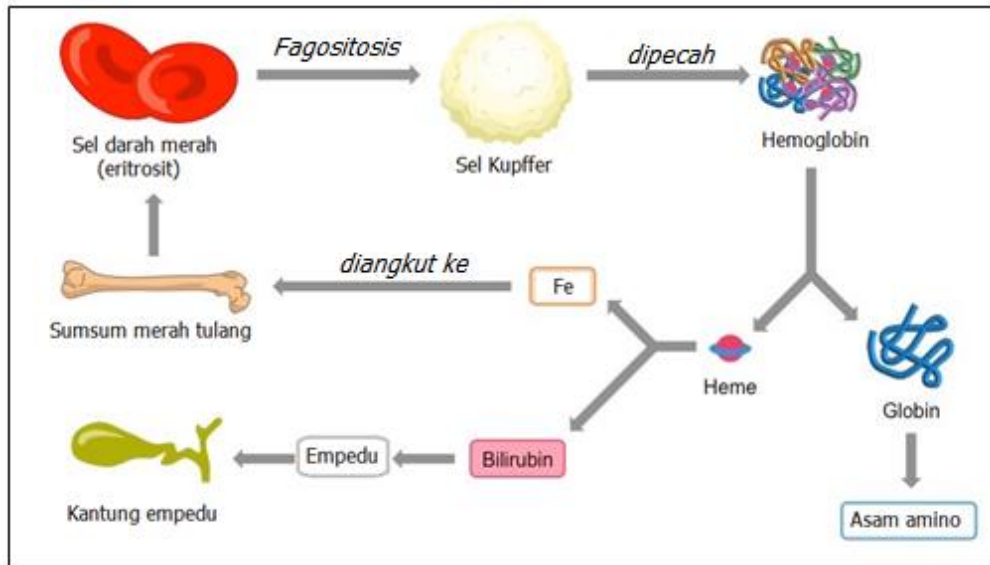 Fagositosis
dipecah
Sel darah merah
(eritrosit)
Sel Kupffer
Hemoglobin
diangkut ke
Fe
Sumsum merah tulang
Heme
Globin
Empedu
Bilirubin
Kantung empedu
Asam amino